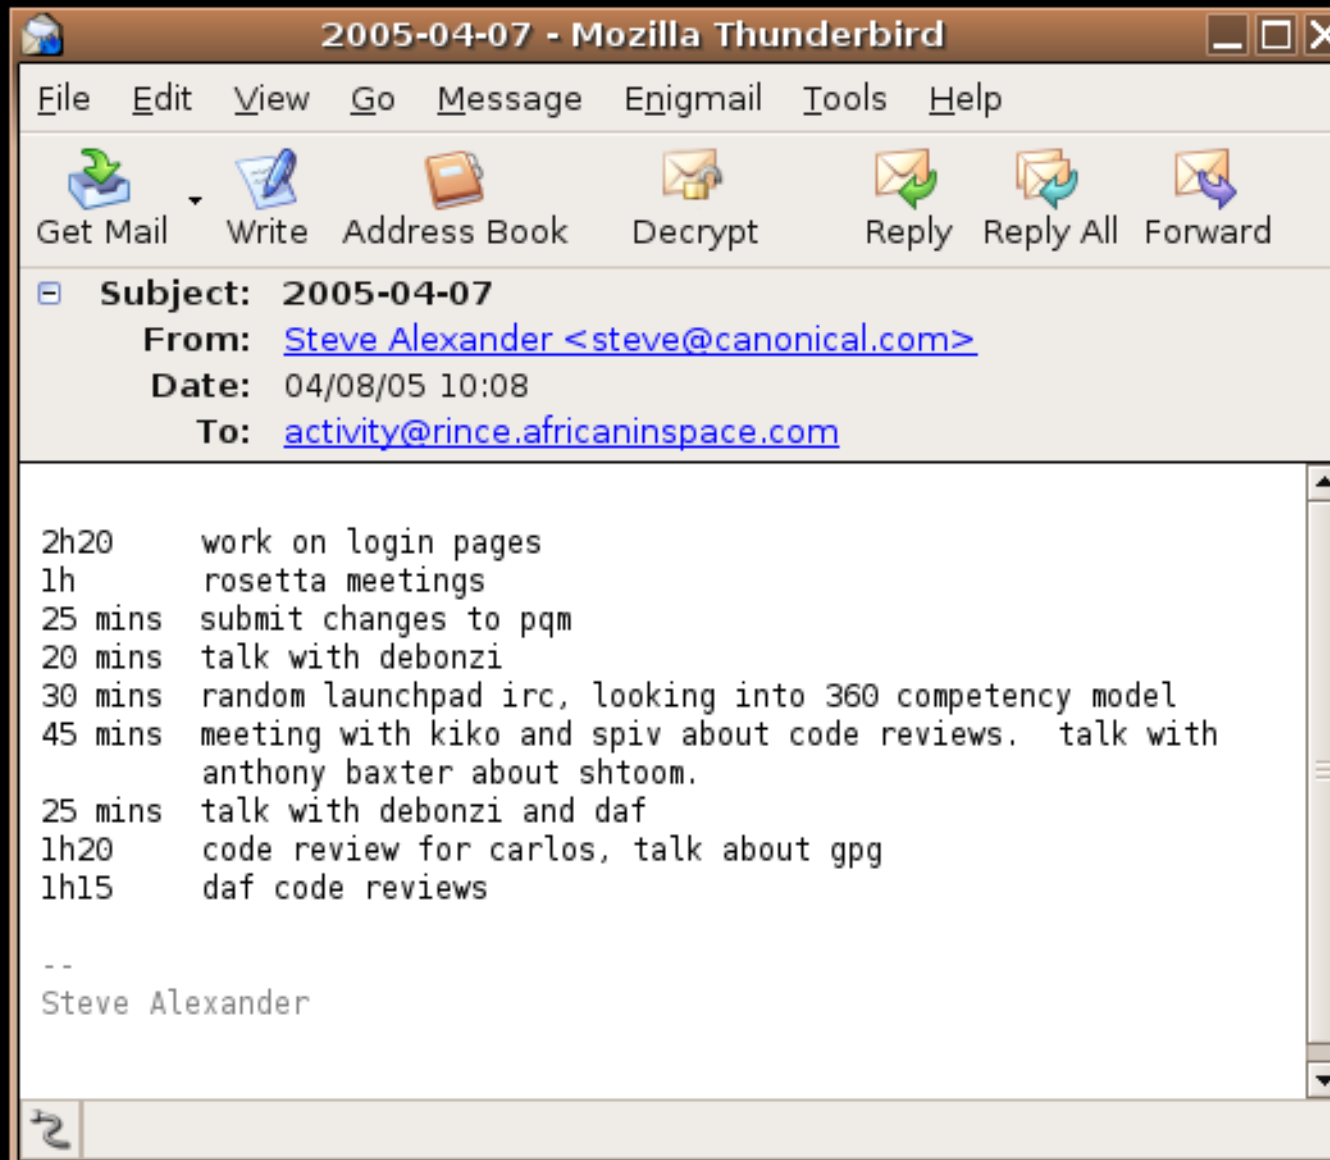 2005-04-07 - Mozilla Thunderbird
File Edit View Go Message Enigmail Tools Help
Get Mail Write Address Book Decrypt Reply Reply All Forward
Subject: 2005-04-07
From: Steve Alexander <steve@canonical.com>
Date: 04/08/05 10:08
To: activity@rince.africaninspace.com
2h20 work on login pages
1h rosetta meetings
25 mins submit changes to pqm
20 mins talk with debonzi
30 mins random launchpad irc, looking into 360 competency model
45 mins meeting with kiko and spiv about code reviews. talk with
anthony baxter about shtoom.
25 mins talk with debonzi and daf
1h20 code review for carlos, talk about gpg
1h15 daf code reviews
--
Steve Alexander